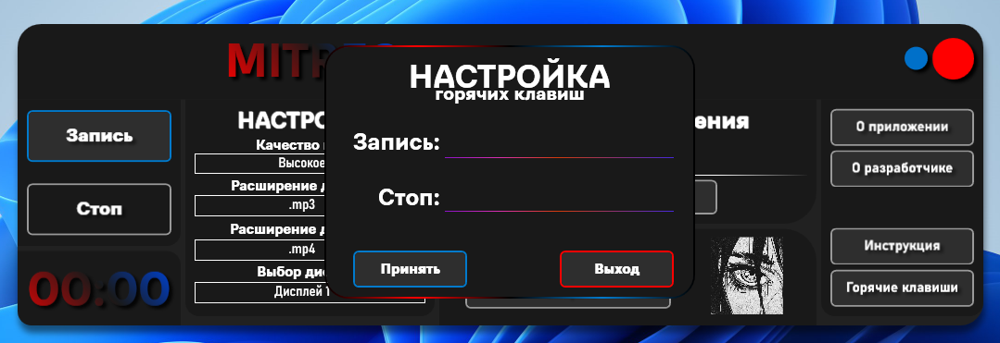 MITR
НАСТРОЙКА
горячих клавиш
Запись:
Стоп:
Принять
Выход
Запись
Стоп
00:00
НАСТРО
Качество
Высокое
Расширение д
.mp3
Расширение д
.mp4
Выбор дис
Дисплей 1
ения
О приложении
О разработчике
Инструкция
Горячие клавиши